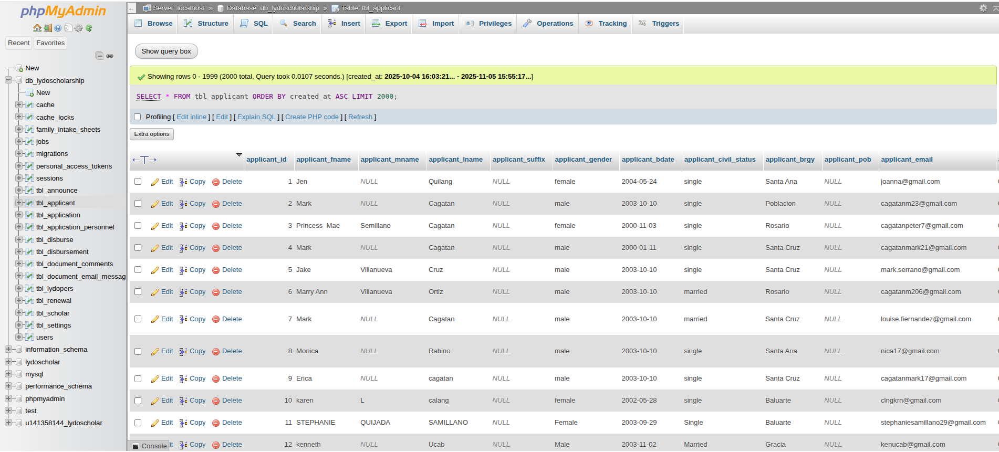 phpMyAdmin
Recent Favorites
New
db_lydoscholarship
New
cache
cache_locks
family_intake_sheets
jobs
migrations
personal_access_tokens
sessions
tbl_announce
tbl_applicant
tbl_application
tbl_application_personnel
tbl_disburse
tbl_disbursement
tbl_document_comments
tbl_document_email_messag
tbl_lydopers
tbl_renewal
tbl_scholar
tbl_settings
users
information_schema
lydoscholar
mysql
performance_schema
phpmyadmin
test
u141358144_lydoscholar
← Server: localhost » Database: db_lydoscholarship » Table: tbl_applicant
Browse Structure SQL Search Insert Export Import Privileges Operations Tracking Triggers
Show query box
Showing rows 0 - 1999 (2000 total, Query took 0.0107 seconds.) [created_at: 2025-10-04 16:03:21... - 2025-11-05 15:55:17...]
SELECT * FROM tbl_applicant ORDER BY created_at ASC LIMIT 2000;
Profiling [ Edit inline ] [ Edit ] [ Explain SQL ] [ Create PHP code ] [ Refresh ]
Extra options
←T→ applicant_id applicant_fname applicant_mname applicant_lname applicant_suffix applicant_gender applicant_bdate applicant_civil_status applicant_brgy applicant_pob applicant_email
Edit Copy Delete 1 Jen NULL Quilang NULL female 2004-05-24 single Santa Ana NULL joanna@gmail.com
Edit Copy Delete 2 Mark NULL Cagatan NULL male 2003-10-10 single Poblacion NULL cagatanm23@gmail.com
Edit Copy Delete 3 Princess Mae Semillano Cagatan NULL female 2000-11-03 single Rosario NULL cagatanpeter7@gmail.com
Edit Copy Delete 4 Mark NULL Cagatan NULL male 2000-01-11 single Santa Cruz NULL cagatanmark21@gmail.com
Edit Copy Delete 5 Jake Villanueva Cruz NULL male 2003-10-10 single Santa Cruz NULL mark.serrano@gmail.com
Edit Copy Delete 6 Marry Ann Villanueva Ortiz NULL male 2003-10-10 married Rosario NULL cagatanm206@gmail.com
Edit Copy Delete 7 Mark NULL Cagatan NULL male 2003-10-10 married Santa Cruz NULL louise.fiernandez@gmail.com
Edit Copy Delete 8 Monica NULL Rabino NULL male 2003-10-10 single Santa Ana NULL nica17@gmail.com
Edit Copy Delete 9 Erica NULL cagatan NULL male 2003-10-10 single Santa Cruz NULL cagatanmark17@gmail.com
Edit Copy Delete 10 karen L calang NULL female 2002-05-28 single Baluarte NULL clngkrn@gmail.com
Edit Copy Delete 11 STEPHANIE QUIJADA SAMILLANO NULL Female 2003-09-29 Single Baluarte NULL stephaniesamillano29@gmail.com
it Copy Delete 12 kenneth NULL Ucab NULL Male 2003-11-02 Married Gracia NULL kenucab@gmail.com
Console